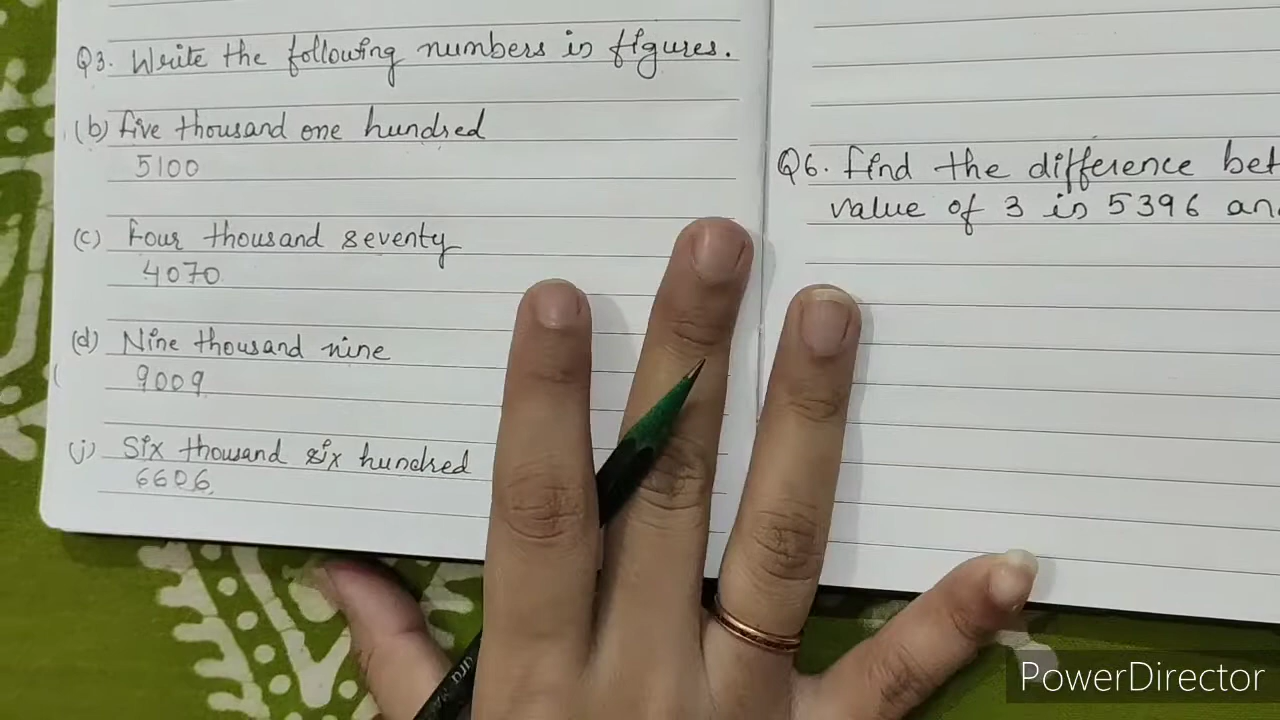 Q3. Write the following numbers in figures.
(b) five thousand one hundred
5100
(c) Four thousand seventy
4070
(d) Nine thousand nine
9009
(j) Six thousand six hundred
6606
Q6. find the difference bet
value of 3 in 5396 an
PowerDirector